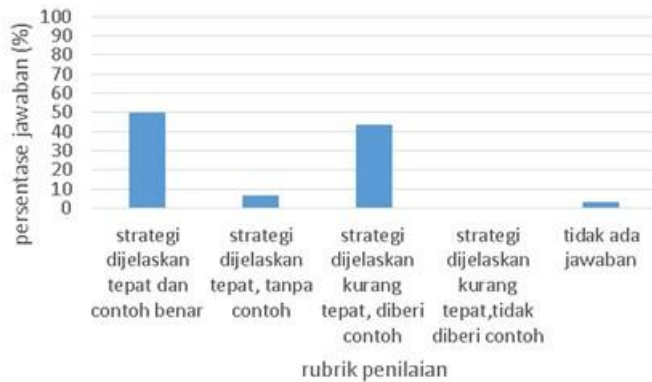 persentase jawaban (%)
100
90
80
70
60
50
40
30
20
10
0
strategi
dijelaskan
tepat dan
contoh benar
strategi
dijelaskan
tepat, tanpa
contoh
strategi
dijelaskan
kurang
tepat, diberi
contoh
strategi
dijelaskan
kurang
tepat,tidak
diberi contoh
tidak ada
jawaban
rubrik penilaian